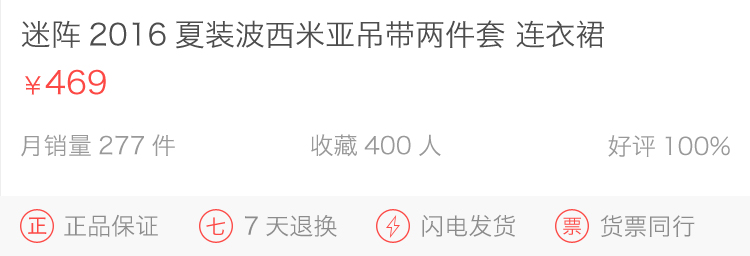 迷阵 2016 夏装波西米亚吊带两件套 连衣裙
¥469
月销量 277 件 收藏 400 人 好评 100%
正 正品保证 七 7 天退换 闪电发货 票 货票同行